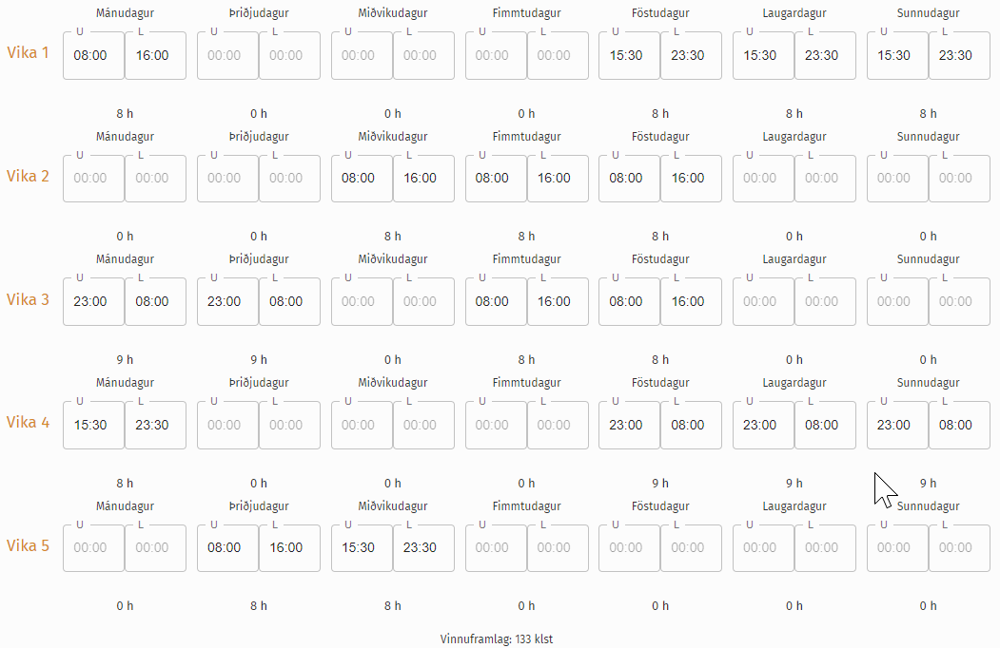 Mánudagur Þriðjudagur Miðvikudagur Fimmtudagur Föstudagur Laugardagur Sunnudagur
U L U L U L U L U L U L U L
Vika 1 08:00 16:00 00:00 00:00 00:00 00:00 00:00 00:00 15:30 23:30 15:30 23:30 15:30 23:30
8 h 0 h 0 h 0 h 8 h 8 h 8 h
Mánudagur Þriðjudagur Miðvikudagur Fimmtudagur Föstudagur Laugardagur Sunnudagur
U L U L U L U L U L U L U L
Vika 2 00:00 00:00 00:00 00:00 08:00 16:00 08:00 16:00 08:00 16:00 00:00 00:00 00:00 00:00
0 h 0 h 8 h 8 h 8 h 0 h 0 h
Mánudagur Þriðjudagur Miðvikudagur Fimmtudagur Föstudagur Laugardagur Sunnudagur
U L U L U L U L U L U L U L
Vika 3 23:00 08:00 23:00 08:00 00:00 00:00 08:00 16:00 08:00 16:00 00:00 00:00 00:00 00:00
9 h 9 h 0 h 8 h 8 h 0 h 0 h
Mánudagur Þriðjudagur Miðvikudagur Fimmtudagur Föstudagur Laugardagur Sunnudagur
U L U L U L U L U L U L U L
Vika 4 15:30 23:30 00:00 00:00 00:00 00:00 00:00 00:00 23:00 08:00 23:00 08:00 23:00 08:00
8 h 0 h 0 h 0 h 9 h 9 h 9 h
Mánudagur Þriðjudagur Miðvikudagur Fimmtudagur Föstudagur Laugardagur Sunnudagur
U L U L U L U L U L U L U L
Vika 5 00:00 00:00 08:00 16:00 15:30 23:30 00:00 00:00 00:00 00:00 00:00 00:00 00:00 00:00
0 h 8 h 8 h 0 h 0 h 0 h 0 h
Vinnuframlag: 133 klst